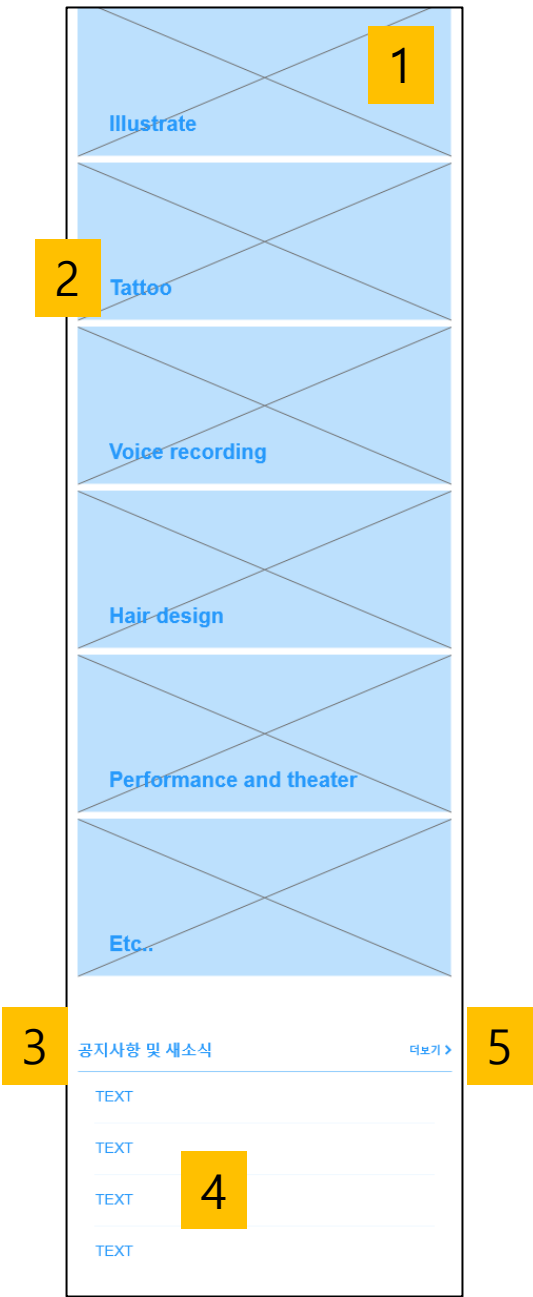 1
Illustrate
2
Tattoo
Voice recording
Hair design
Performance and theater
Etc..
3
공지사항 및 새소식
더보기 >
5
TEXT
TEXT
4
TEXT
TEXT